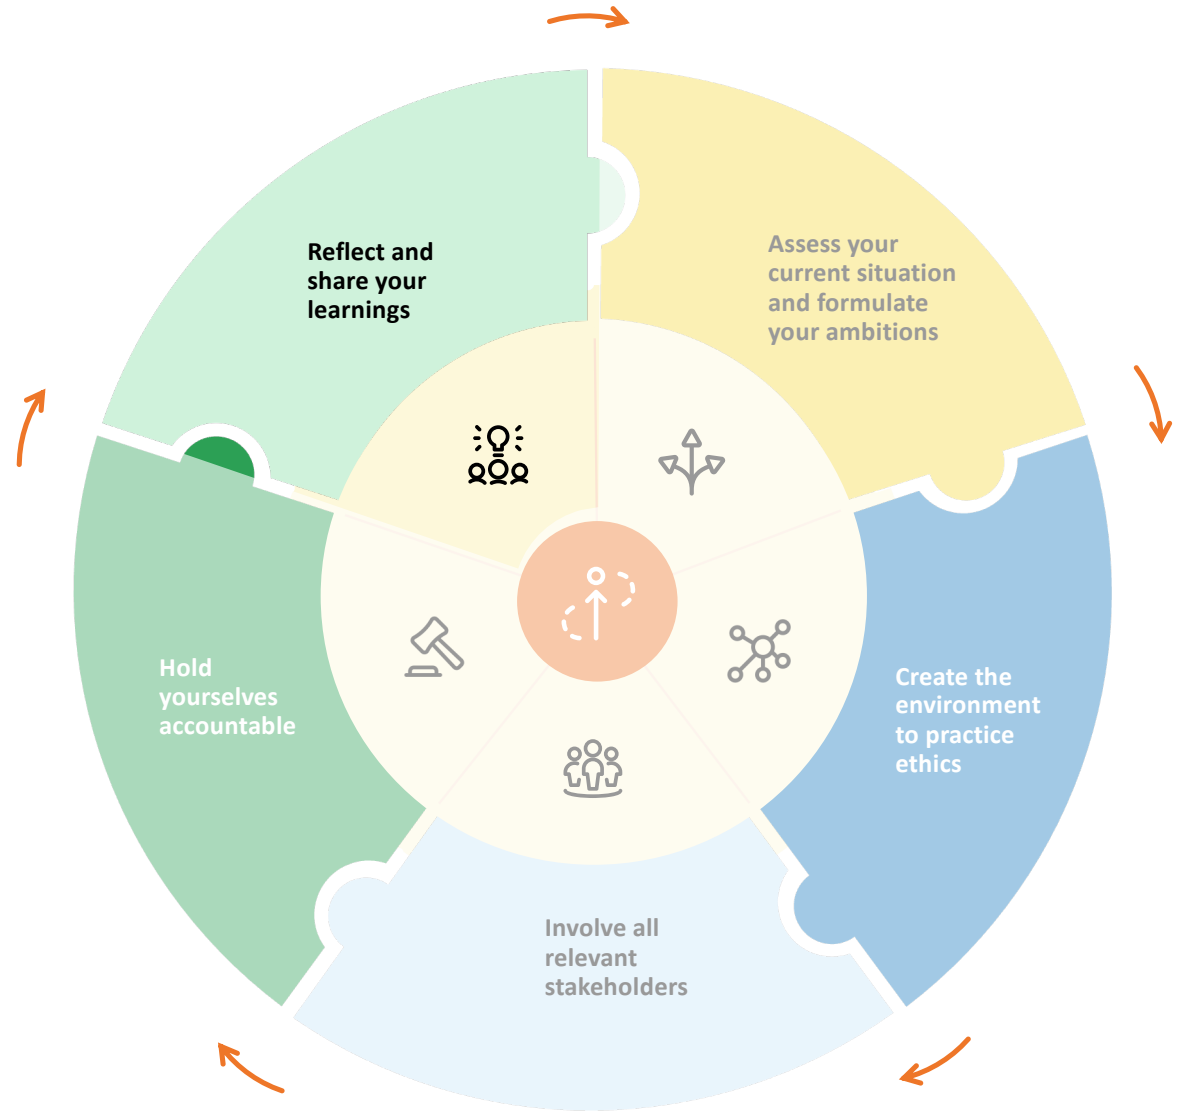 Reflect and
share your
learnings
Assess your
current situation
and formulate
your ambitions
Hold
yourselves
accountable
Create the
environment
to practice
ethics
Involve all
relevant
stakeholders